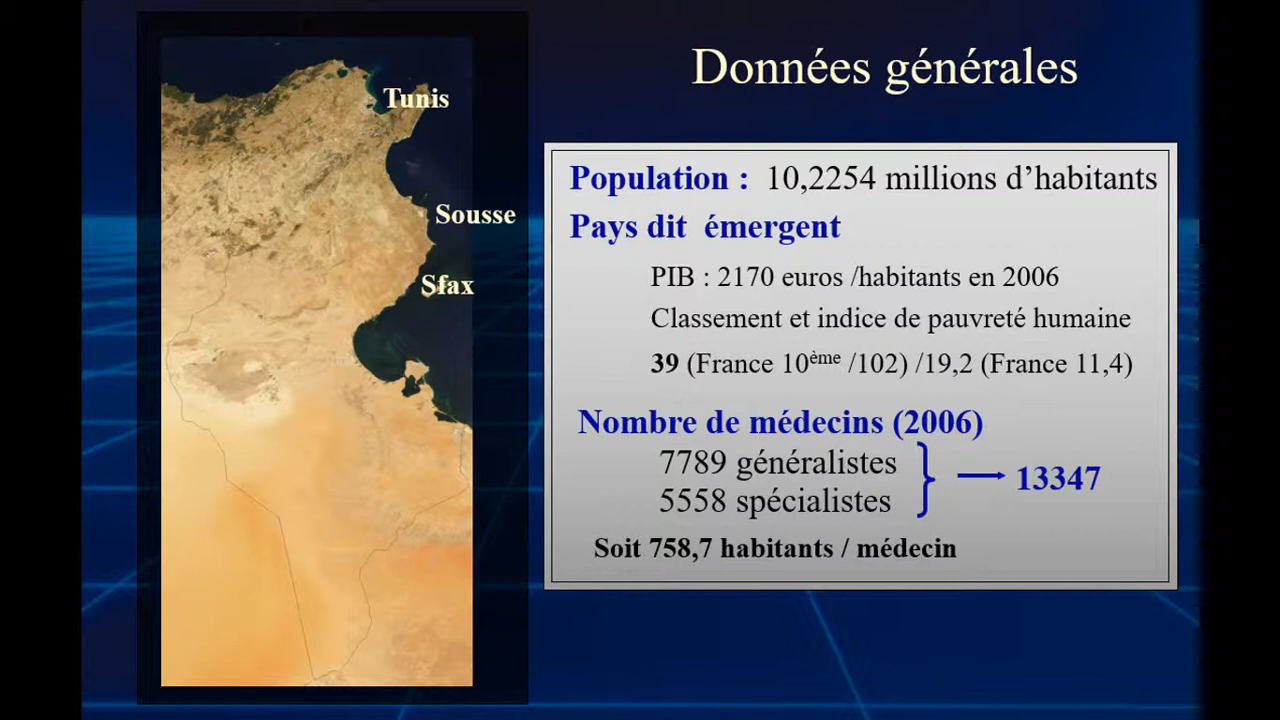 Données générales
Tunis
Sousse
Sfax
Population : 10,2254 millions d’habitants
Pays dit émergent
PIB : 2170 euros /habitants en 2006
Classement et indice de pauvreté humaine
39 (France 10ème /102) /19,2 (France 11,4)
Nombre de médecins (2006)
7789 généralistes
5558 spécialistes
13347
Soit 758,7 habitants / médecin